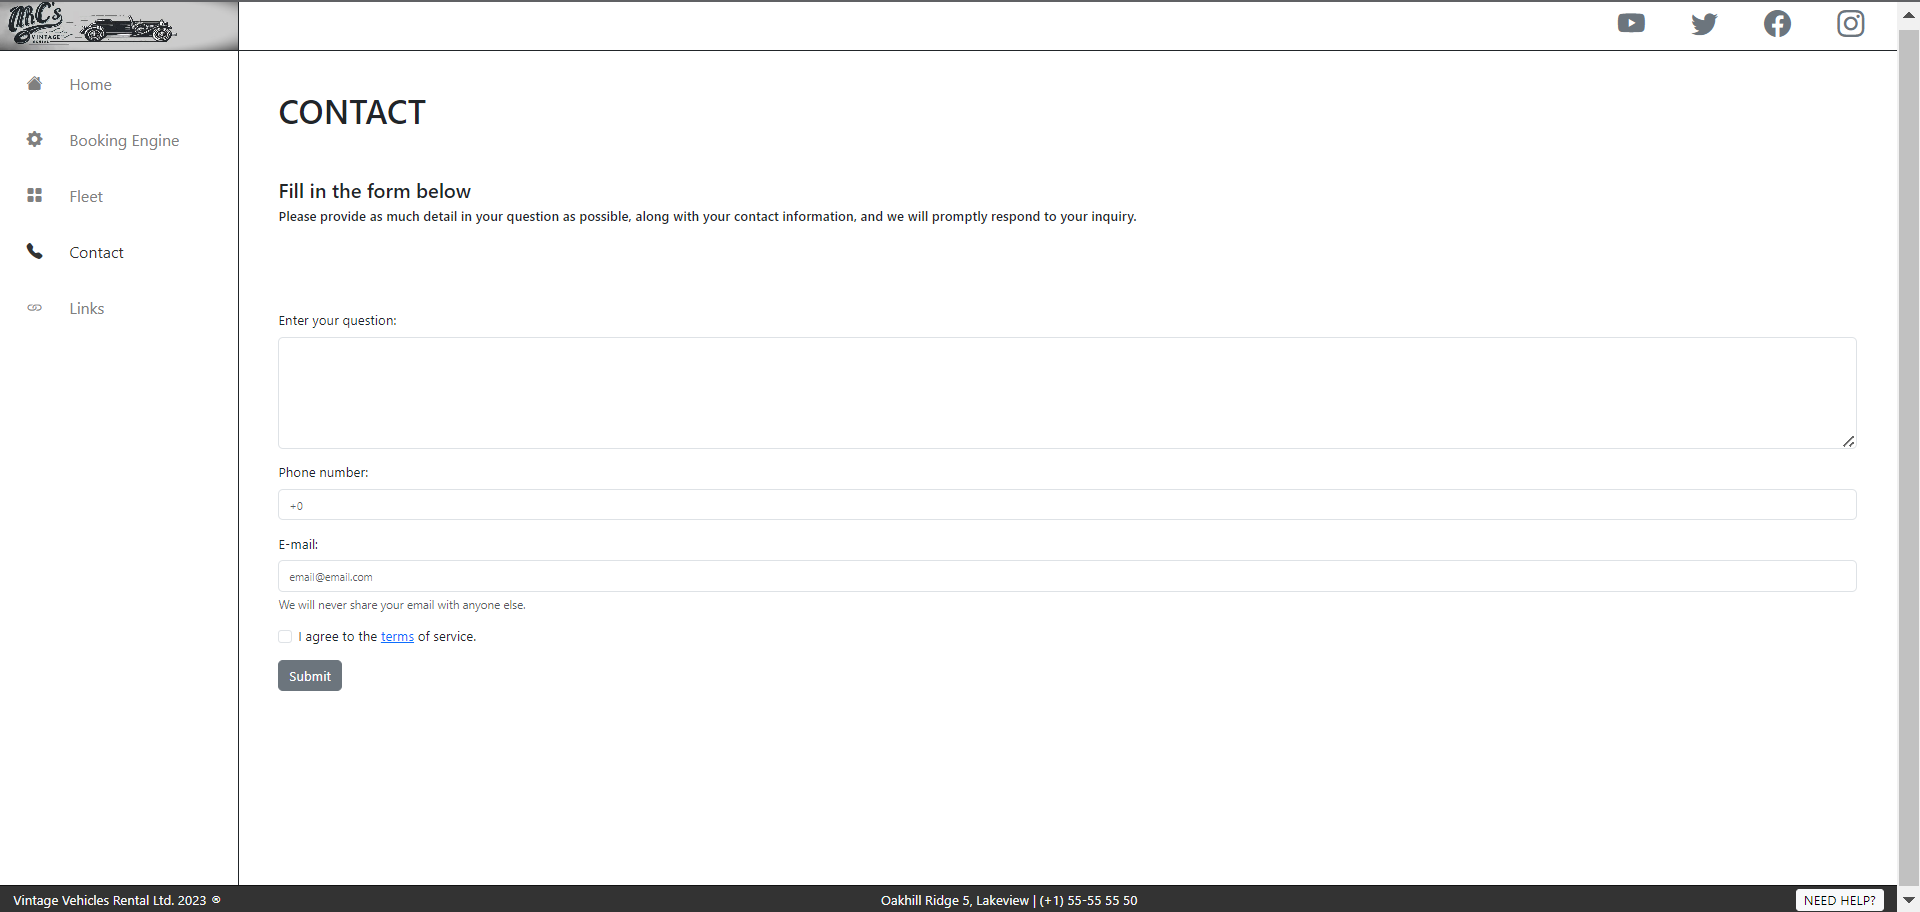 MC's
VINTAGE
RENTAL
Home
Booking Engine
Fleet
Contact
Links
CONTACT
Fill in the form below
Please provide as much detail in your question as possible, along with your contact information, and we will promptly respond to your inquiry.
Enter your question:
Phone number:
+0
E-mail:
email@email.com
We will never share your email with anyone else.
I agree to the terms of service.
Submit
Vintage Vehicles Rental Ltd. 2023 ®
Oakhill Ridge 5, Lakeview | (+1) 55-55 55 50
NEED HELP?